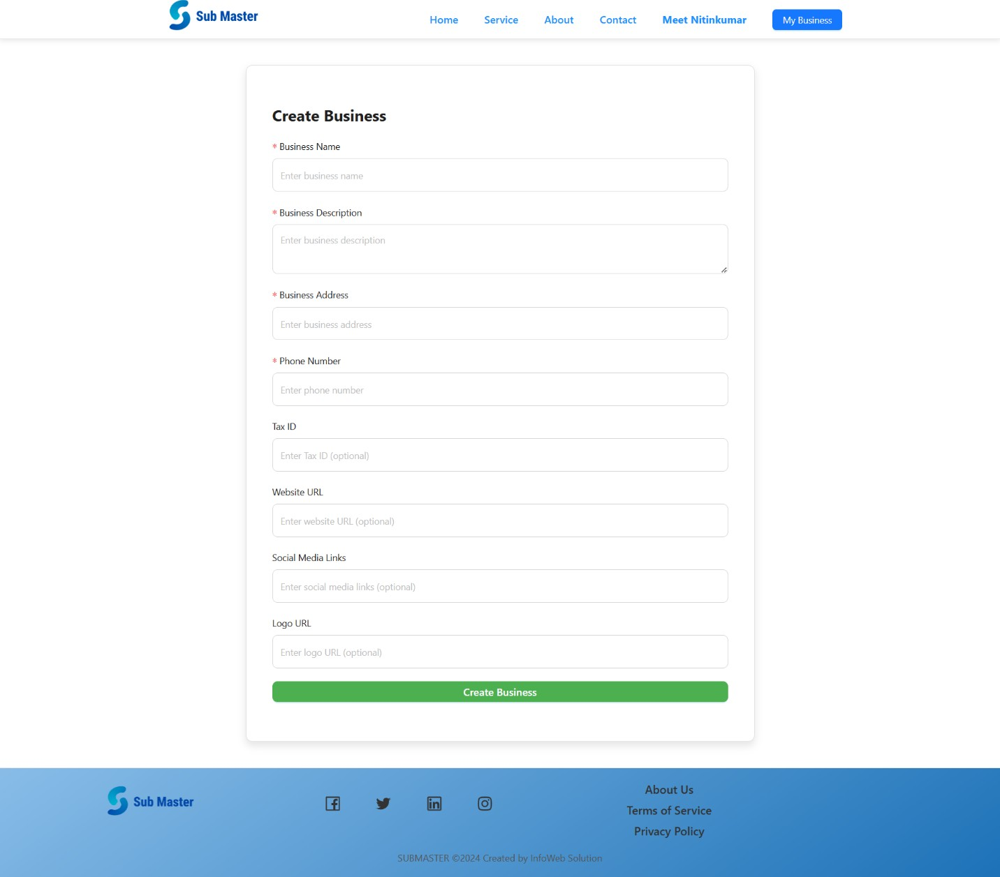 Sub Master
Home Service About Contact Meet Nitinkumar My Business
Create Business
* Business Name
Enter business name
* Business Description
Enter business description
* Business Address
Enter business address
* Phone Number
Enter phone number
Tax ID
Enter Tax ID (optional)
Website URL
Enter website URL (optional)
Social Media Links
Enter social media links (optional)
Logo URL
Enter logo URL (optional)
Create Business
Sub Master
About Us
Terms of Service
Privacy Policy
SUBMASTER ©2024 Created by InfoWeb Solution